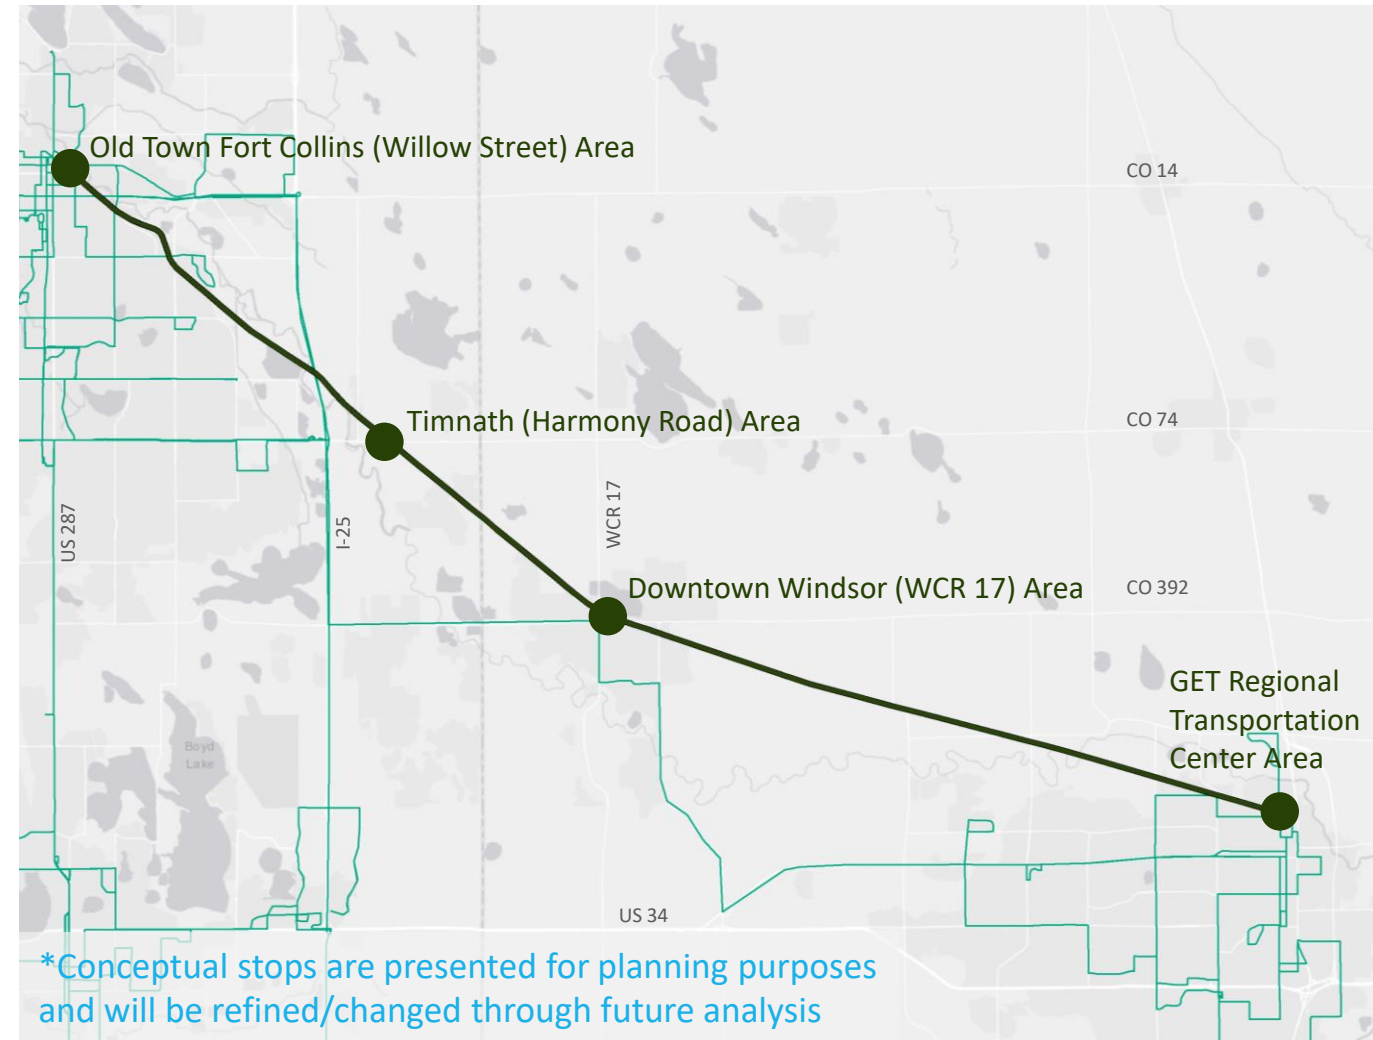 Old Town Fort Collins (Willow Street) Area
CO 14
Timnath (Harmony Road) Area
CO 74
US 287
I-25
WCR 17
Downtown Windsor (WCR 17) Area
CO 392
GET Regional
Transportation
Center Area
Boyd
Lake
US 34
*Conceptual stops are presented for planning purposes
and will be refined/changed through future analysis